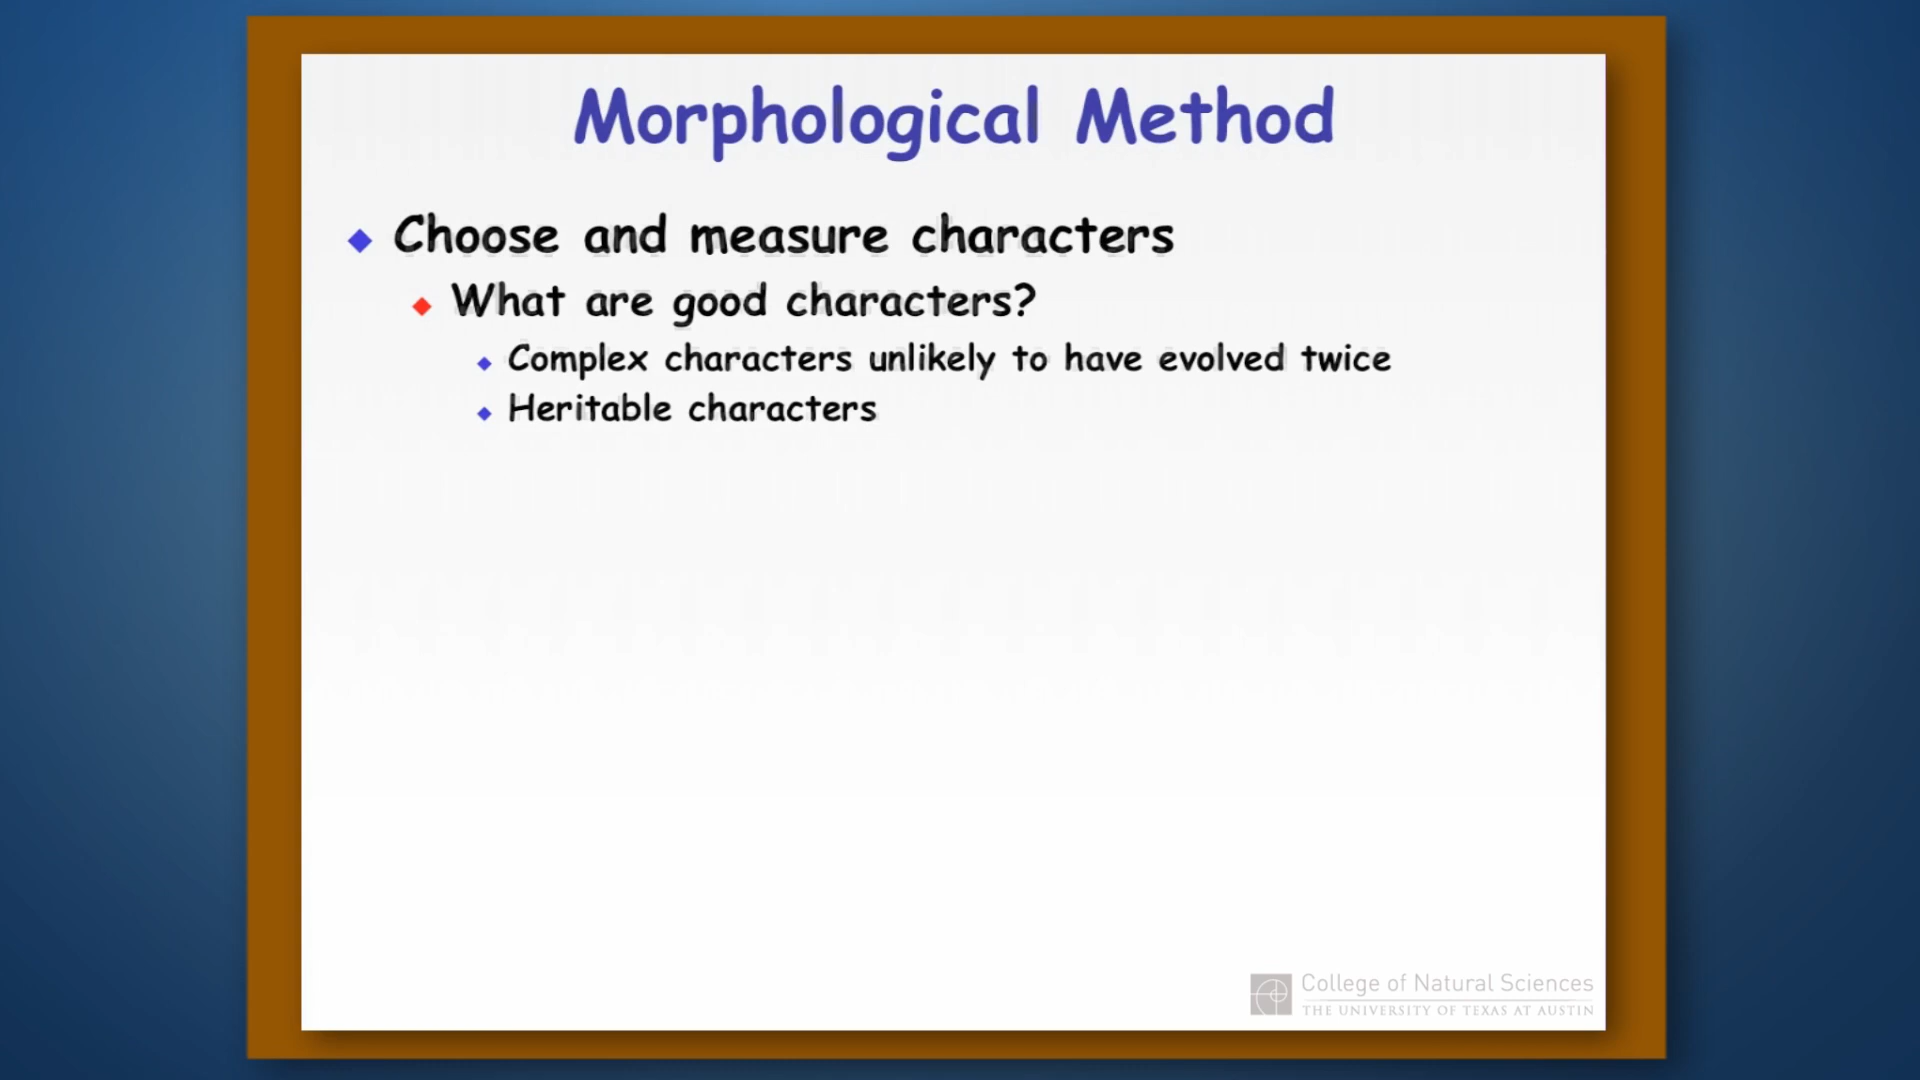 Morphological Method
Choose and measure characters
What are good characters?
Complex characters unlikely to have evolved twice
Heritable characters
College of Natural Sciences
THE UNIVERSITY OF TEXAS AT AUSTIN